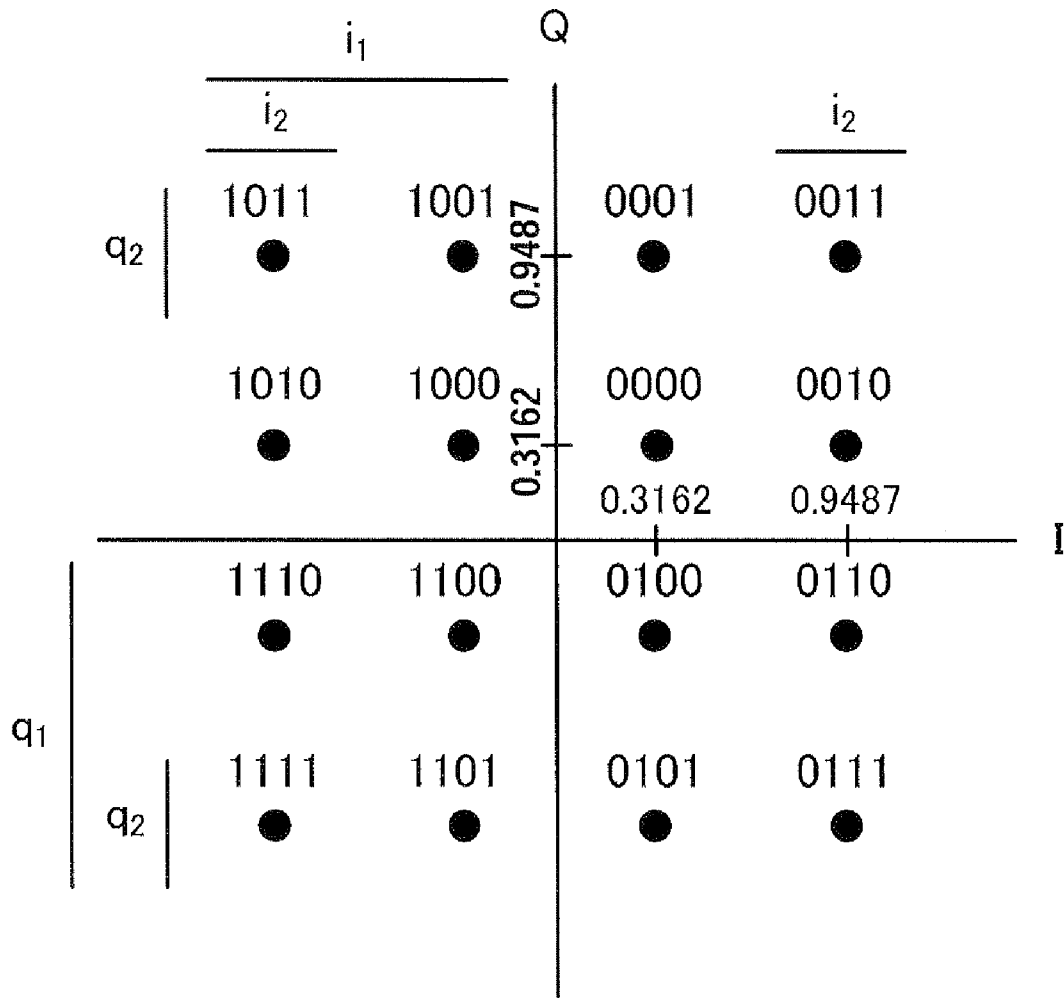 Q
i₁
i₂ i₂
1011 1001 0001 0011
q₂ 0.9487
1010 1000 0000 0010
0.3162
0.3162 0.9487
I
1110 1100 0100 0110
q₁
1111 1101 0101 0111
q₂